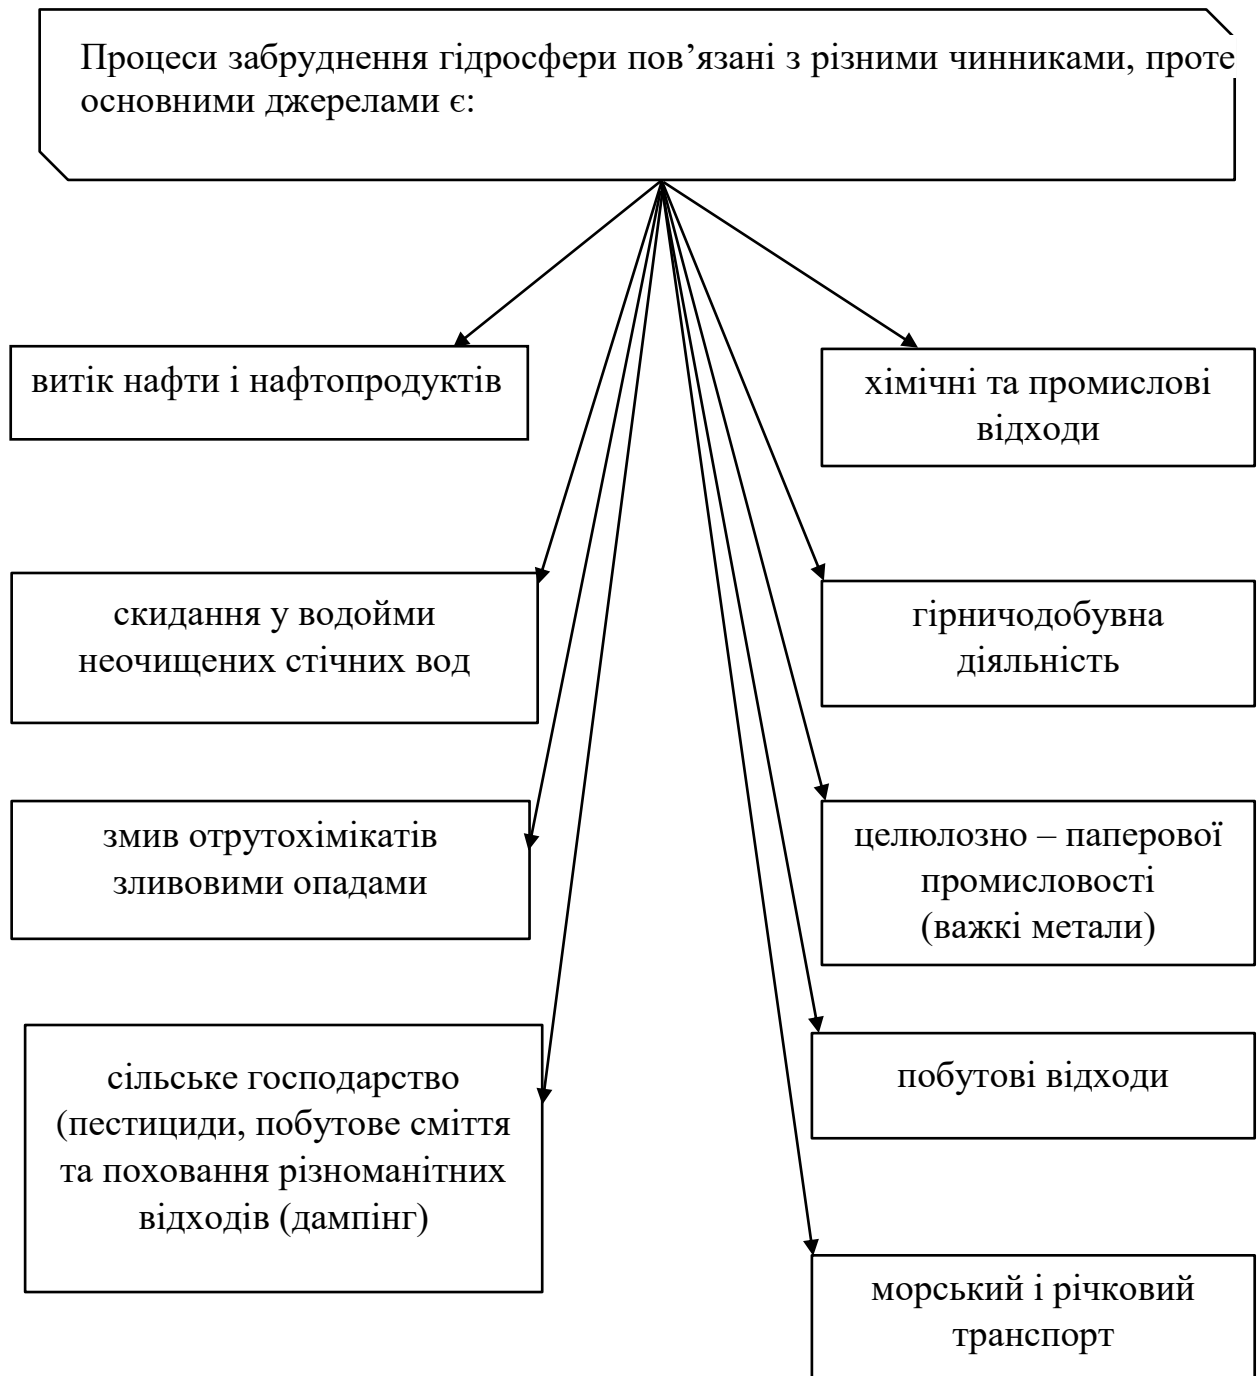 Процеси забруднення гідросфери пов’язані з різними чинниками, проте
основними джерелами є:
витік нафти і нафтопродуктів
хімічні та промислові
відходи
скидання у водойми
неочищених стічних вод
гірничодобувна
діяльність
змив отрутохімікатів
зливовими опадами
целюлозно – паперової
промисловості
(важкі метали)
сільське господарство
(пестициди, побутове сміття
та поховання різноманітних
відходів (дампінг)
побутові відходи
морський і річковий
транспорт